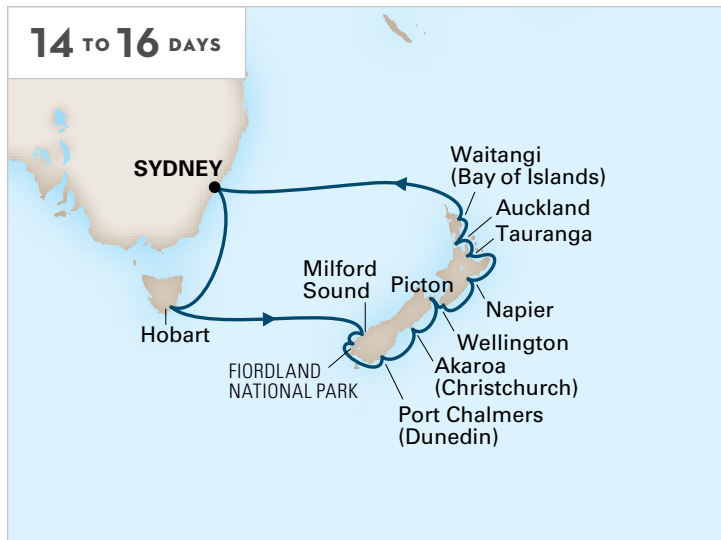 14 TO 16 DAYS
SYDNEY
Waitangi
(Bay of Islands)
Auckland
Tauranga
Milford
Sound
Picton
Napier
Hobart
Wellington
FIORDLAND
NATIONAL PARK
Akaroa
(Christchurch)
Port Chalmers
(Dunedin)